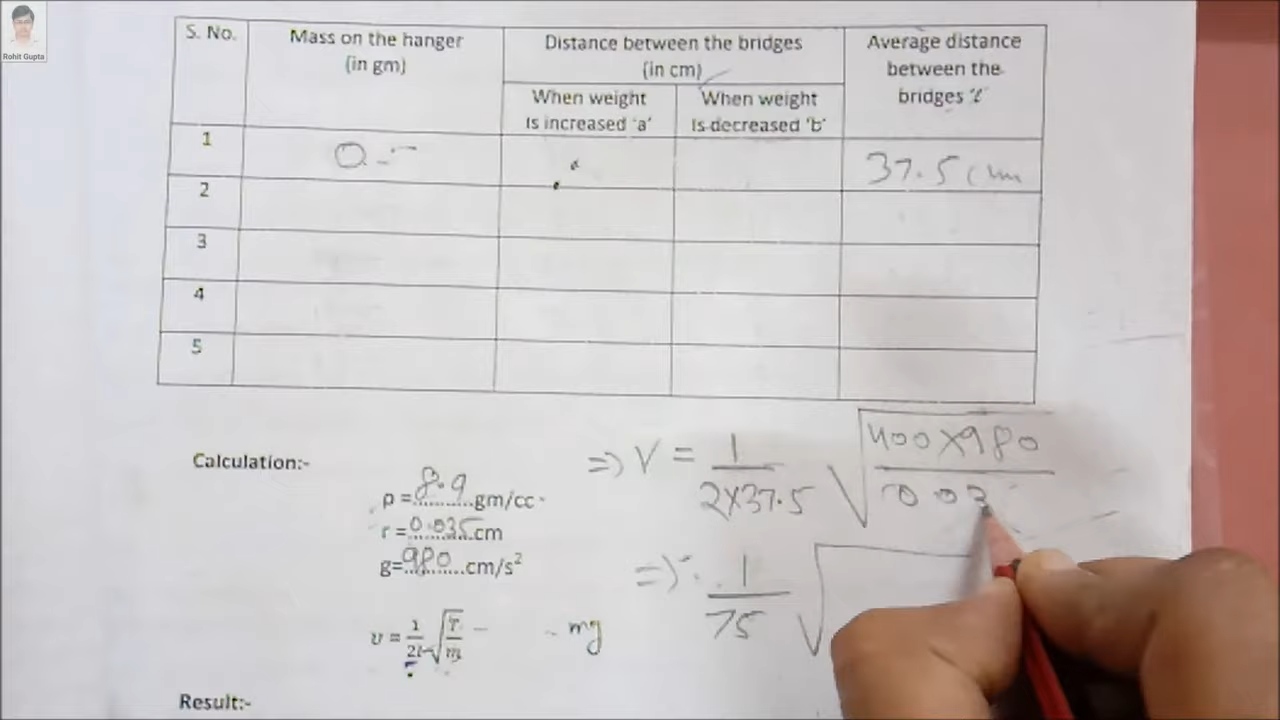 Rohit Gupta
S. No.
Mass on the hanger
(in gm)
Distance between the bridges
(in cm)
Average distance
between the
bridges 'l'
When weight
Is increased 'a'
When weight
Is decreased 'b'
1
37.5 cm
2
3
4
5
Calculation:-
ρ = 8.9 gm/cc
r = 0.035 cm
g= 980 cm/s²
υ = 1/2l √T/m
mg
⇒ V = 1/2×37.5 √400×980/0.03
⇒ 1/75 √
Result:-